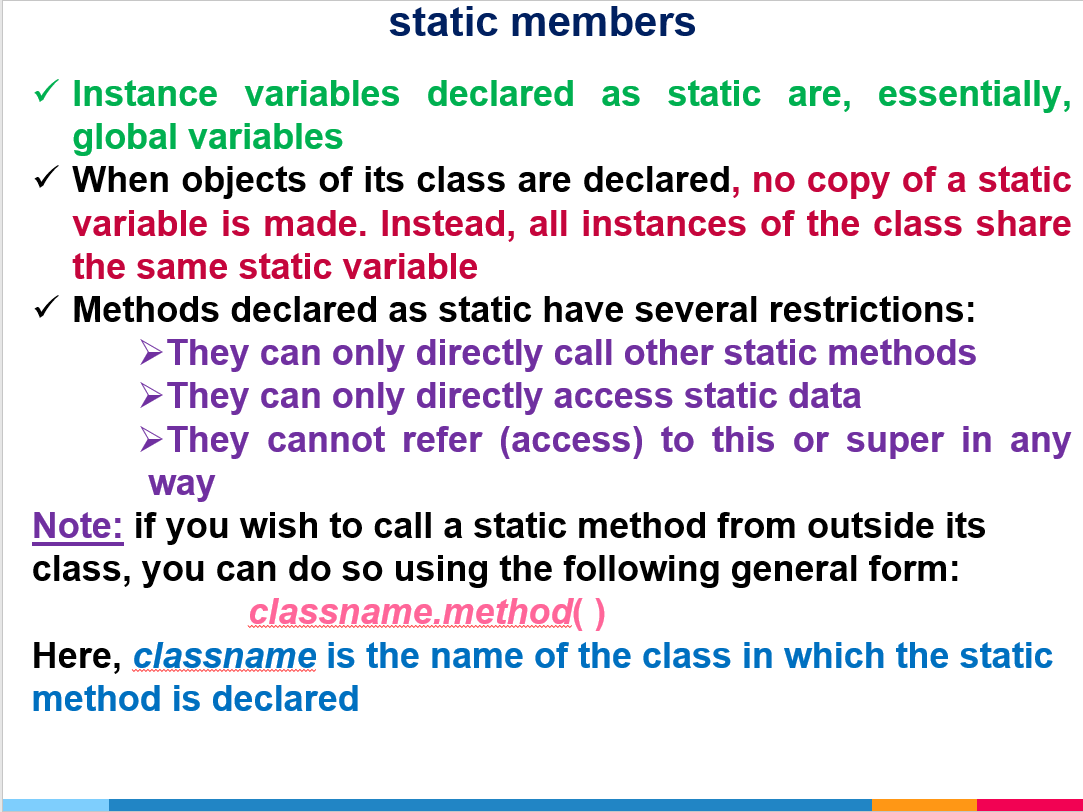 static members
✓ Instance variables declared as static are, essentially,
global variables
✓ When objects of its class are declared, no copy of a static
variable is made. Instead, all instances of the class share
the same static variable
✓ Methods declared as static have several restrictions:
➢They can only directly call other static methods
➢They can only directly access static data
➢They cannot refer (access) to this or super in any
way
Note: if you wish to call a static method from outside its
class, you can do so using the following general form:
classname.method( )
Here, classname is the name of the class in which the static
method is declared